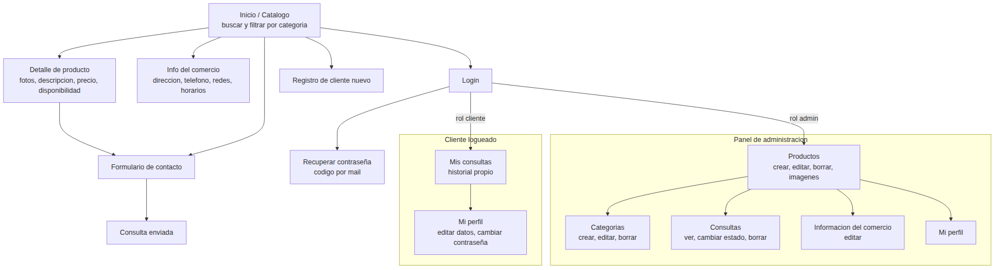 Inicio / Catalogo
buscar y filtrar por categoria
Detalle de producto
fotos, descripcion, precio,
disponibilidad
Info del comercio
direccion, telefono, redes,
horarios
Registro de cliente nuevo
Login
rol cliente
rol admin
Formulario de contacto
Consulta enviada
Recuperar contraseña
codigo por mail
Cliente logueado
Mis consultas
historial propio
Mi perfil
editar datos, cambiar
contraseña
Panel de administracion
Productos
crear, editar, borrar,
imagenes
Categorias
crear, editar, borrar
Consultas
ver, cambiar estado, borrar
Informacion del comercio
editar
Mi perfil